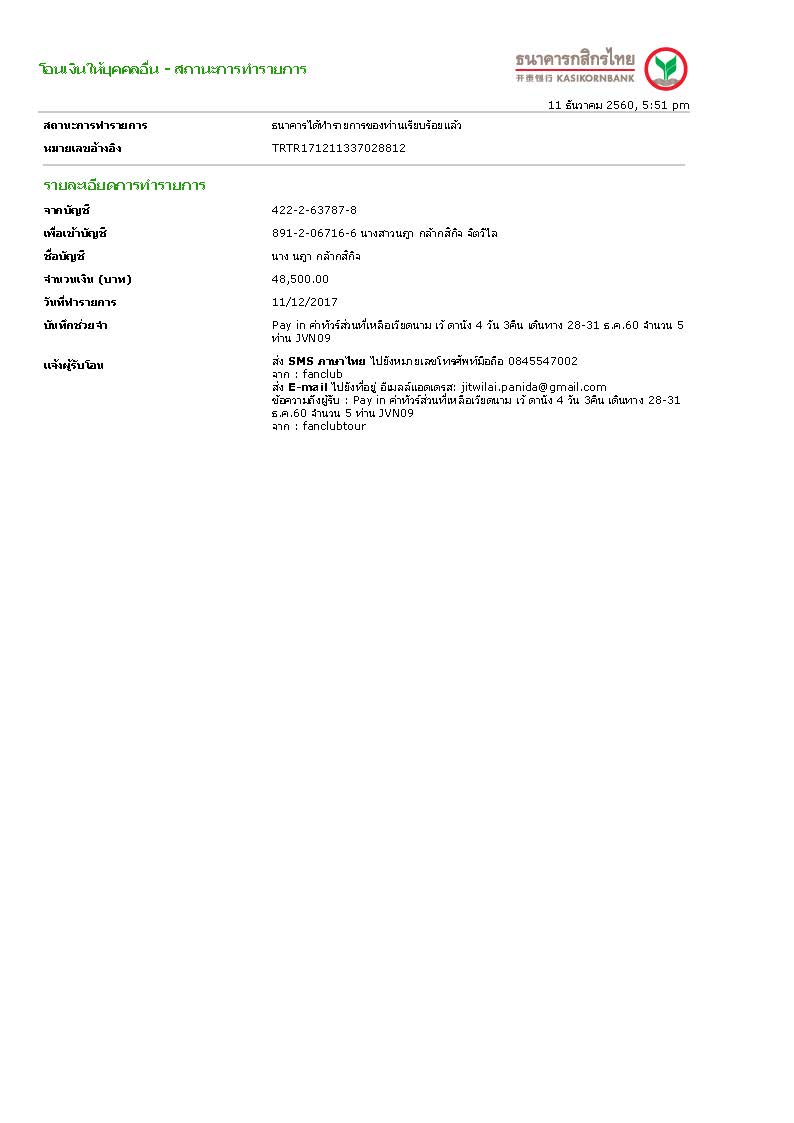 โอนเงินให้บุคคลอื่น - สถานะการทำรายการ
ธนาคารกสิกรไทย
开泰银行 KASIKORNBANK
11 ธันวาคม 2560, 5:51 pm
สถานะการทำรายการ ธนาคารได้ทำรายการของท่านเรียบร้อยแล้ว
หมายเลขอ้างอิง TRTR171211337028812
รายละเอียดการทำรายการ
จากบัญชี 422-2-63787-8
เพื่อเข้าบัญชี 891-2-06716-6 นางสาวนฎา กล้ากสิกิจ จิตวิไล
ชื่อบัญชี นาง นฎา กล้ากสิกิจ
จำนวนเงิน (บาท) 48,500.00
วันที่ทำรายการ 11/12/2017
บันทึกช่วยจำ Pay in ค่าทัวร์ส่วนที่เหลือเวียดนาม เว้ ดานัง 4 วัน 3คืน เดินทาง 28-31 ธ.ค.60 จำนวน 5
ท่าน JVN09
แจ้งผู้รับโอน ส่ง SMS ภาษาไทย ไปยังหมายเลขโทรศัพท์มือถือ 0845547002
จาก : fanclub
ส่ง E-mail ไปยังที่อยู่ อีเมลล์แอดเดรส: jitwilai.panida@gmail.com
ข้อความถึงผู้รับ : Pay in ค่าทัวร์ส่วนที่เหลือเวียดนาม เว้ ดานัง 4 วัน 3คืน เดินทาง 28-31
ธ.ค.60 จำนวน 5 ท่าน JVN09
จาก : fanclubtour